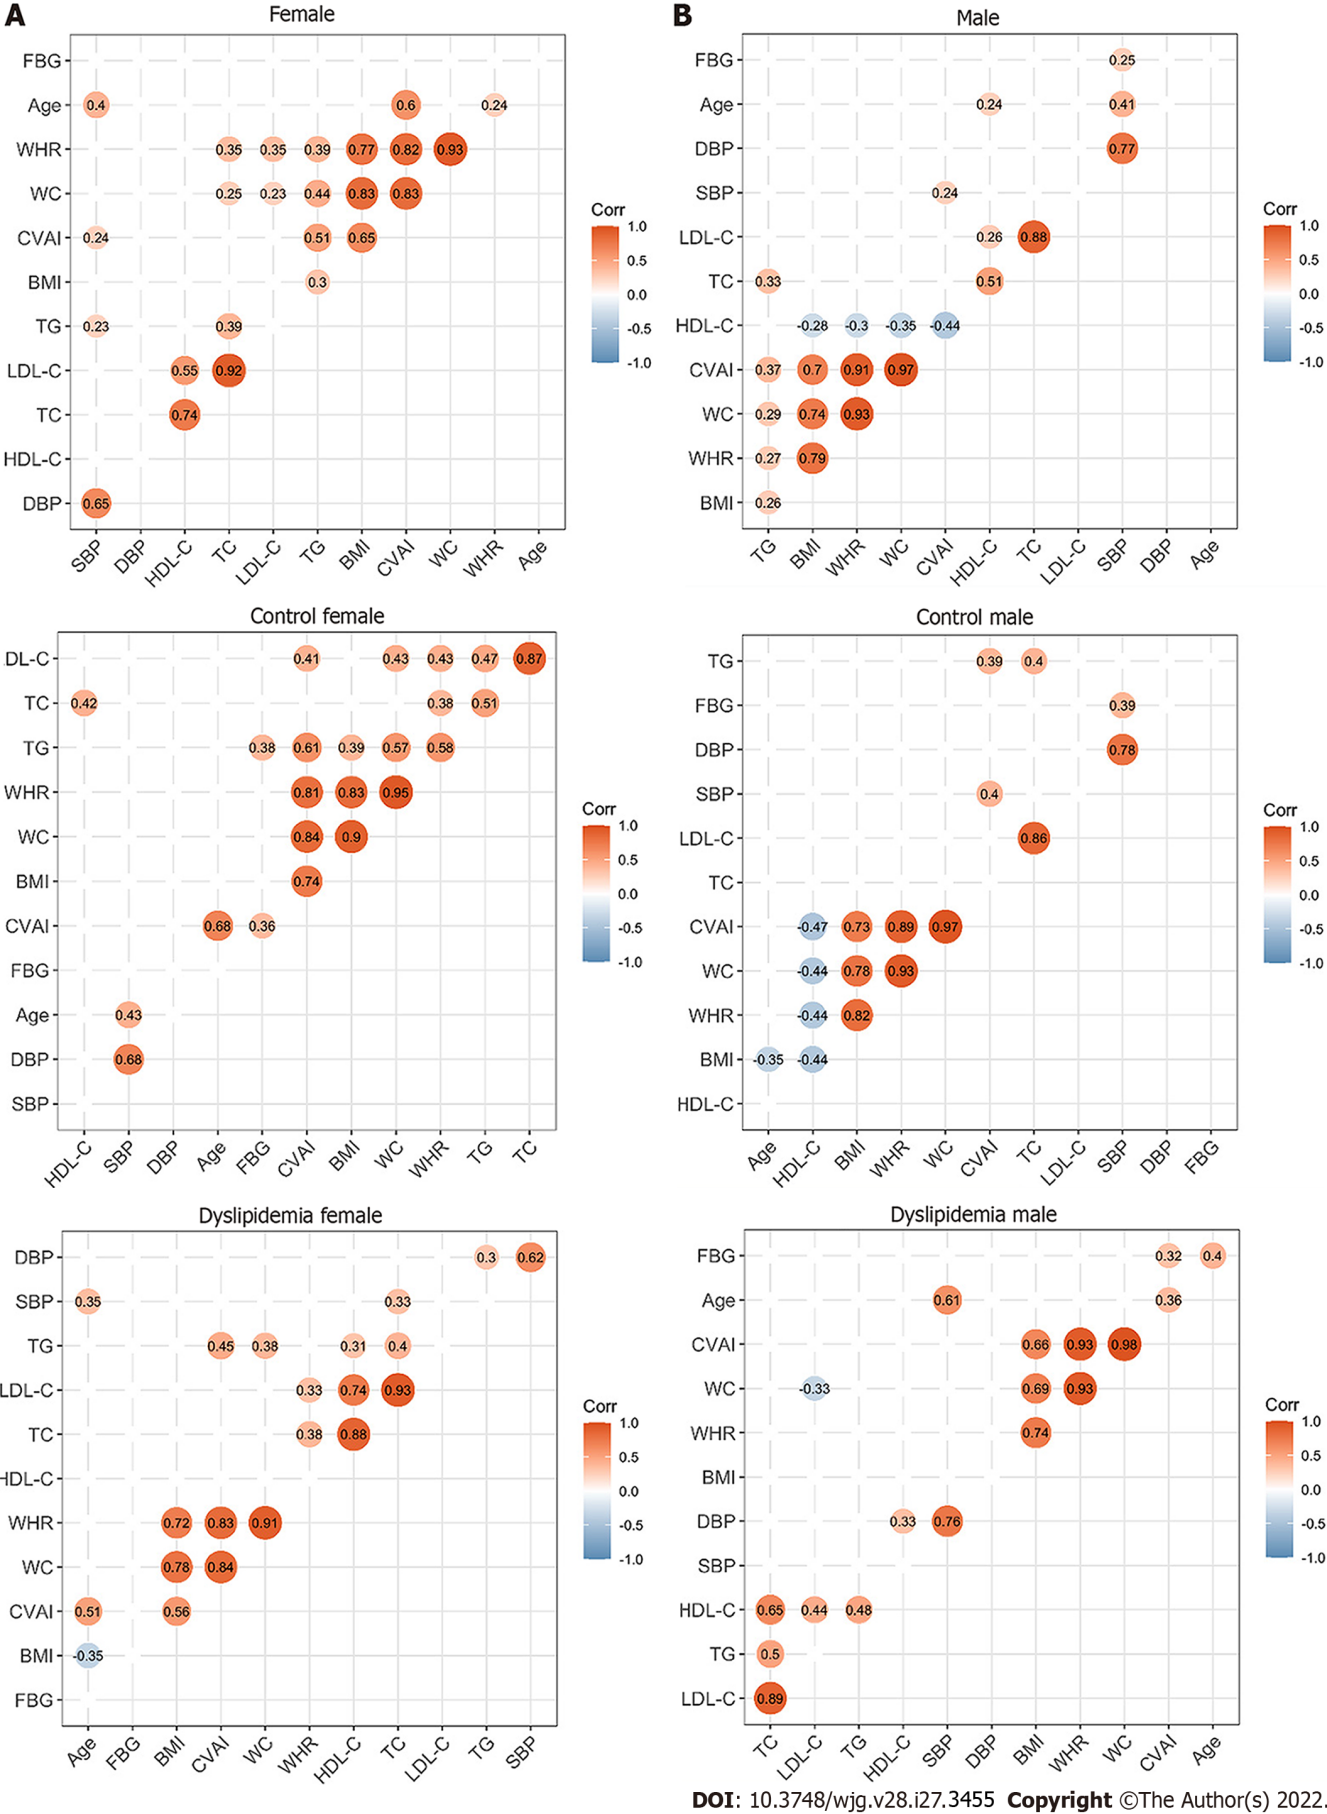 A
Female
FBG
Age 0.4 0.6 0.24
WHR 0.35 0.35 0.39 0.77 0.82 0.93
WC 0.25 0.23 0.44 0.83 0.83
CVAI 0.24 0.51 0.65
BMI 0.3
TG 0.23 0.39
LDL-C 0.55 0.92
TC 0.74
HDL-C
DBP 0.65
SBP DBP HDL-C TC LDL-C TG BMI CVAI WC WHR Age
Corr
1.0
0.5
0.0
-0.5
-1.0
B
Male
FBG 0.25
Age 0.24 0.41
DBP 0.77
SBP 0.24
LDL-C 0.26 0.88
TC 0.33 0.51
HDL-C -0.28 -0.3 -0.35 -0.44
CVAI 0.37 0.7 0.91 0.97
WC 0.29 0.74 0.93
WHR 0.27 0.79
BMI 0.26
TG BMI WHR WC CVAI HDL-C TC LDL-C SBP DBP Age
Corr
1.0
0.5
0.0
-0.5
-1.0
Control female
DL-C 0.41 0.43 0.43 0.47 0.87
TC 0.42 0.38 0.51
TG 0.38 0.61 0.39 0.57 0.58
WHR 0.81 0.83 0.95
WC 0.84 0.9
BMI 0.74
CVAI 0.68 0.36
FBG
Age 0.43
DBP 0.68
SBP
HDL-C SBP DBP Age FBG CVAI BMI WC WHR TG TC
Corr
1.0
0.5
0.0
-0.5
-1.0
Control male
TG 0.39 0.4
FBG 0.39
DBP 0.78
SBP 0.4
LDL-C 0.86
TC
CVAI -0.47 0.73 0.89 0.97
WC -0.44 0.78 0.93
WHR -0.44 0.82
BMI -0.35 -0.44
HDL-C
Age HDL-C BMI WHR WC CVAI TC LDL-C SBP DBP FBG
Corr
1.0
0.5
0.0
-0.5
-1.0
Dyslipidemia female
DBP 0.3 0.62
SBP 0.35 0.33
TG 0.45 0.38 0.31 0.4
LDL-C 0.33 0.74 0.93
TC 0.38 0.88
HDL-C
WHR 0.72 0.83 0.91
WC 0.78 0.84
CVAI 0.51 0.56
BMI -0.35
FBG
Age FBG BMI CVAI WC WHR HDL-C TC LDL-C TG SBP
Corr
1.0
0.5
0.0
-0.5
-1.0
Dyslipidemia male
FBG 0.32 0.4
Age 0.61 0.36
CVAI 0.66 0.93 0.98
WC -0.33 0.69 0.93
WHR 0.74
BMI
DBP 0.33 0.76
SBP
HDL-C 0.65 0.44 0.48
TG 0.5
LDL-C 0.89
TC LDL-C TG HDL-C SBP DBP BMI WHR WC CVAI Age
Corr
1.0
0.5
0.0
-0.5
-1.0
DOI: 10.3748/wjg.v28.i27.3455 Copyright ©The Author(s) 2022.